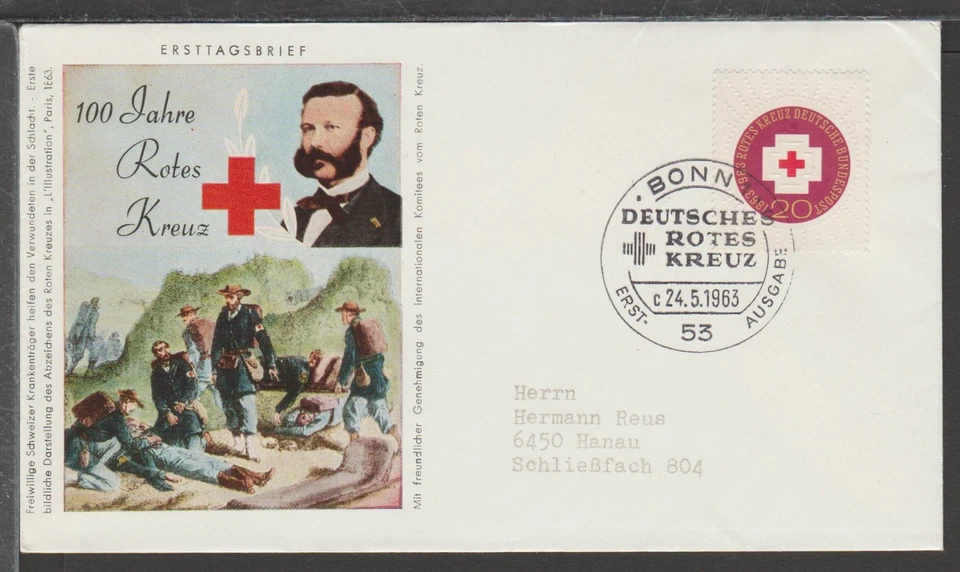 ERSTTAGSBRIEF
Freiwillige Schweizer Krankenträger helfen den Verwundeten in der Schlacht. - Erste
bildliche Darstellung des Abzeichens des Roten Kreuzes in „L'Illustration", Paris, 1863.
100 Jahre
Rotes
Kreuz
Mit freundlicher Genehmigung des Internationalen Komitees vom Roten Kreuz.
1863 1963 ROTES KREUZ DEUTSCHE BUNDESPOST
20
BONN
DEUTSCHES
ROTES
KREUZ
c 24.5.1963
ERST-
AUSGABE
53
Herrn
Hermann Reus
6450 Hanau
Schließfach 804